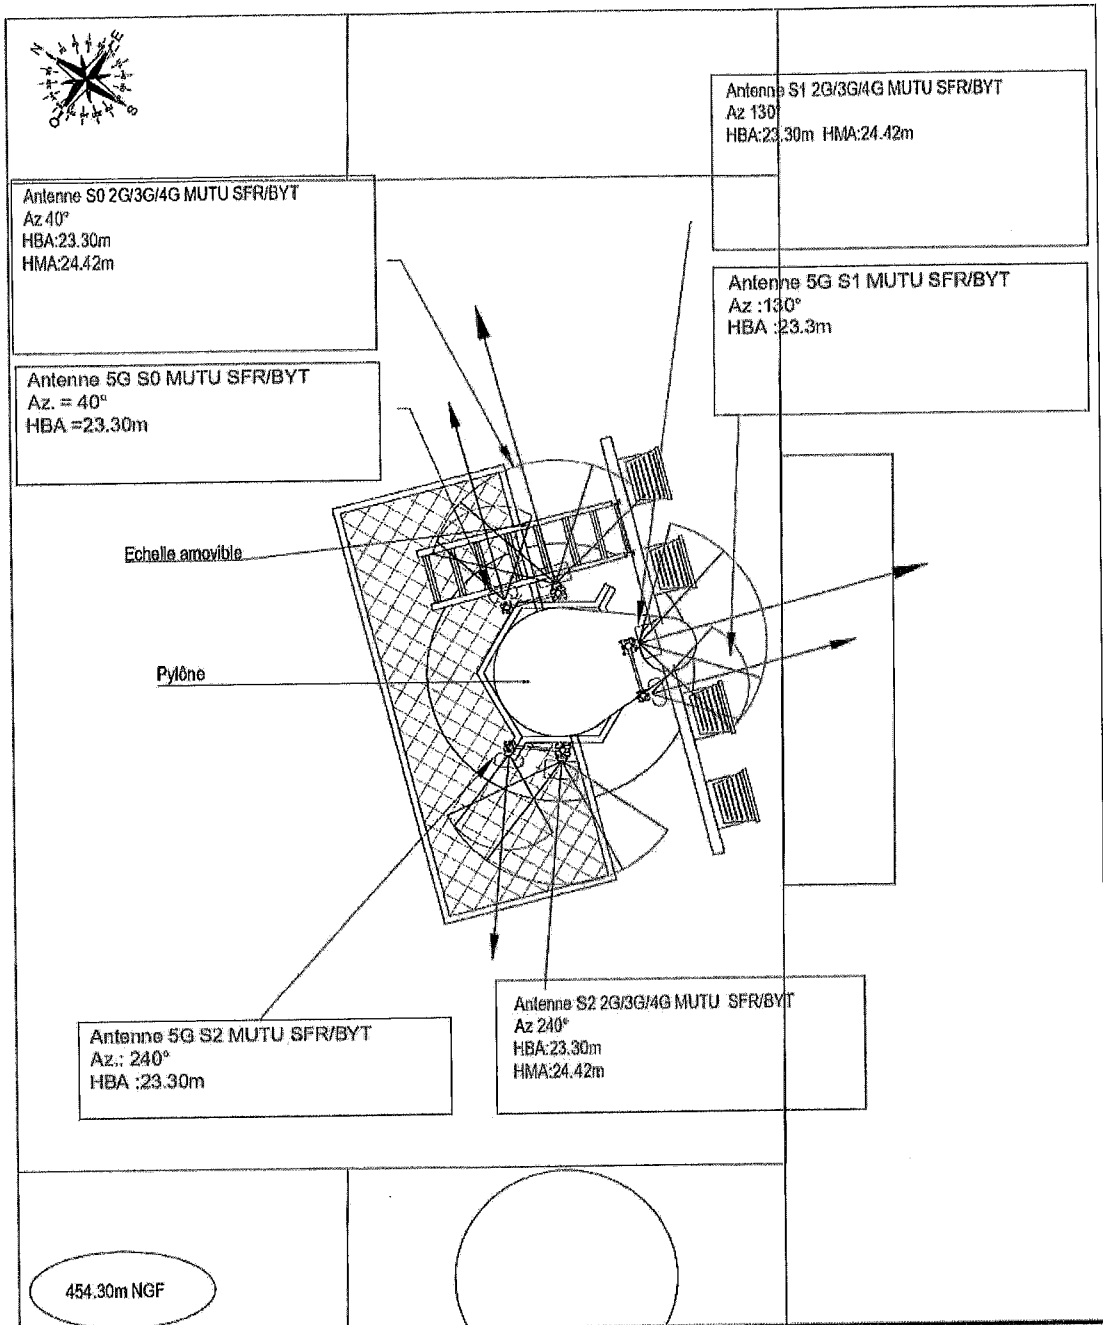 N
E
O
S
Antenne S1 2G/3G/4G MUTU SFR/BYT
Az 130°
HBA:23.30m HMA:24.42m
Antenne S0 2G/3G/4G MUTU SFR/BYT
Az 40°
HBA:23.30m
HMA:24.42m
Antenne 5G S1 MUTU SFR/BYT
Az :130°
HBA :23.3m
Antenne 5G S0 MUTU SFR/BYT
Az. = 40°
HBA =23.30m
Echelle amovible
Pylône
Antenne S2 2G/3G/4G MUTU SFR/BYT
Az 240°
HBA:23.30m
HMA:24.42m
Antenne 5G S2 MUTU SFR/BYT
Az.: 240°
HBA :23.30m
454.30m NGF